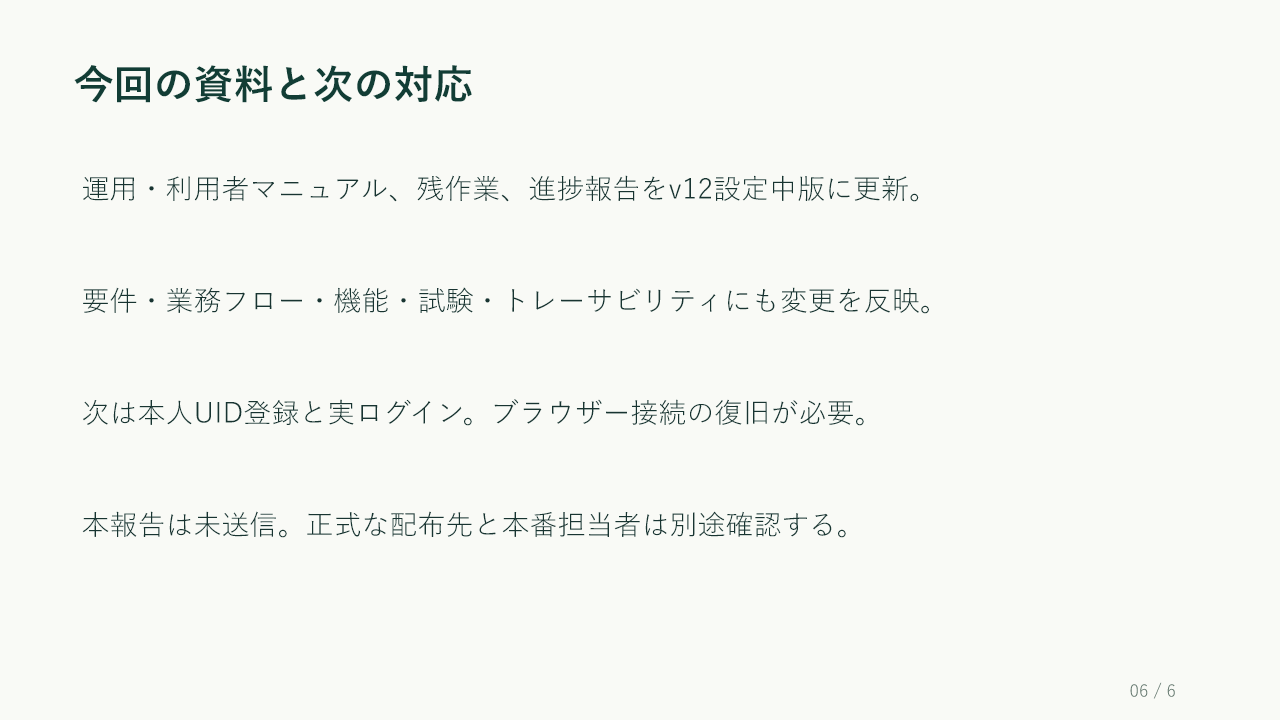 今回の資料と次の対応
運用・利用者マニュアル、残作業、進捗報告をv12設定中版に更新。
要件・業務フロー・機能・試験・トレーサビリティにも変更を反映。
次は本人UID登録と実ログイン。ブラウザー接続の復旧が必要。
本報告は未送信。正式な配布先と本番担当者は別途確認する。
06 / 6